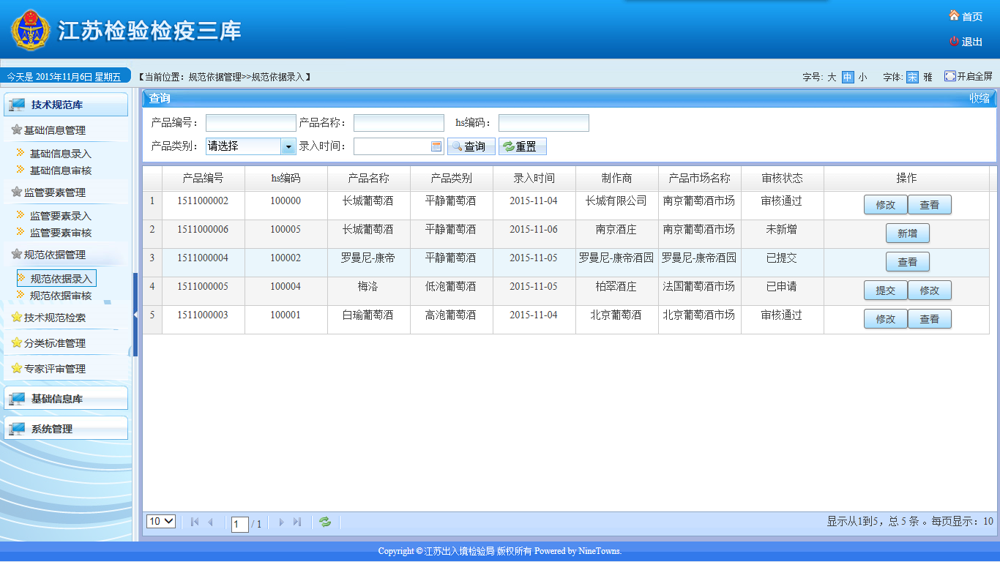 江苏检验检疫三库
首页
退出
今天是 2015年11月6日 星期五 【当前位置：规范依据管理>>规范依据录入】 字号: 大 中 小 字体: 宋 雅 开启全屏
技术规范库
基础信息管理
基础信息录入
基础信息审核
监管要素管理
监管要素录入
监管要素审核
规范依据管理
规范依据录入
规范依据审核
技术规范检索
分类标准管理
专家评审管理
基础信息库
系统管理
查询 收缩
产品编号： 产品名称： hs编码：
产品类别： 请选择 录入时间： 查询 重置
产品编号 hs编码 产品名称 产品类别 录入时间 制作商 产品市场名称 审核状态 操作
1 1511000002 100000 长城葡萄酒 平静葡萄酒 2015-11-04 长城有限公司 南京葡萄酒市场 审核通过 修改 查看
2 1511000006 100005 长城葡萄酒 平静葡萄酒 2015-11-06 南京酒庄 南京葡萄酒市场 未新增 新增
3 1511000004 100002 罗曼尼-康帝 平静葡萄酒 2015-11-05 罗曼尼-康帝酒园 罗曼尼-康帝酒园 已提交 查看
4 1511000005 100004 梅洛 低泡葡萄酒 2015-11-05 柏翠酒庄 法国葡萄酒市场 已申请 提交 修改
5 1511000003 100001 白瑜葡萄酒 高泡葡萄酒 2015-11-04 北京葡萄酒 北京葡萄酒市场 审核通过 修改 查看
10 1 / 1 显示从1到5，总 5 条 。每页显示：10
Copyright © 江苏出入境检验局 版权所有 Powered by NineTowns.